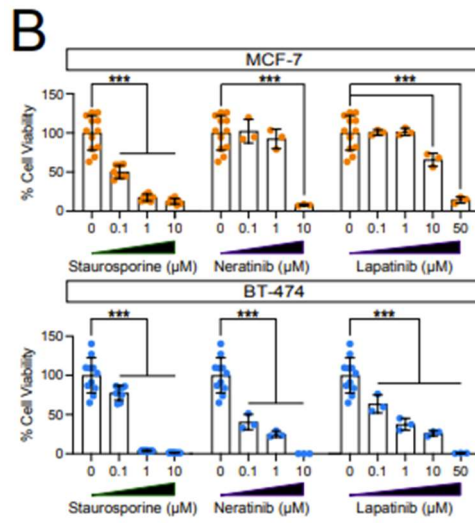 B
MCF-7
*** *** ***
% Cell Viability
150
100
50
0
0 0.1 1 10 0 0.1 1 10 0 0.1 1 10 50
Staurosporine (μM) Neratinib (μM) Lapatinib (μM)
BT-474
*** *** ***
% Cell Viability
150
100
50
0
0 0.1 1 10 0 0.1 1 10 0 0.1 1 10 50
Staurosporine (μM) Neratinib (μM) Lapatinib (μM)